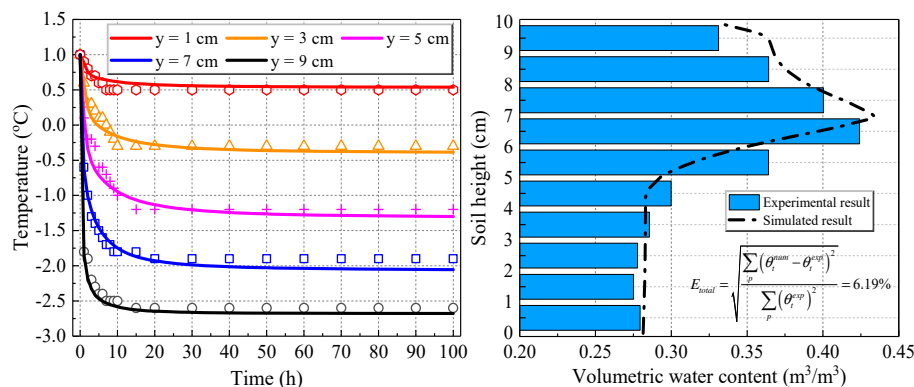 y = 1 cm
y = 3 cm
y = 5 cm
y = 7 cm
y = 9 cm
1.5
1.0
0.5
0.0
-0.5
-1.0
-1.5
-2.0
-2.5
-3.0
Temperature (°C)
0 10 20 30 40 50 60 70 80 90 100
Time (h)
10
9
8
7
6
5
4
3
2
1
0
Soil height (cm)
Experimental result
Simulated result
E_total = √(∑_p(θ_t^num − θ_t^exp)^2 / ∑_p(θ_t^exp)^2) = 6.19%
0.20 0.25 0.30 0.35 0.40 0.45
Volumetric water content (m³/m³)